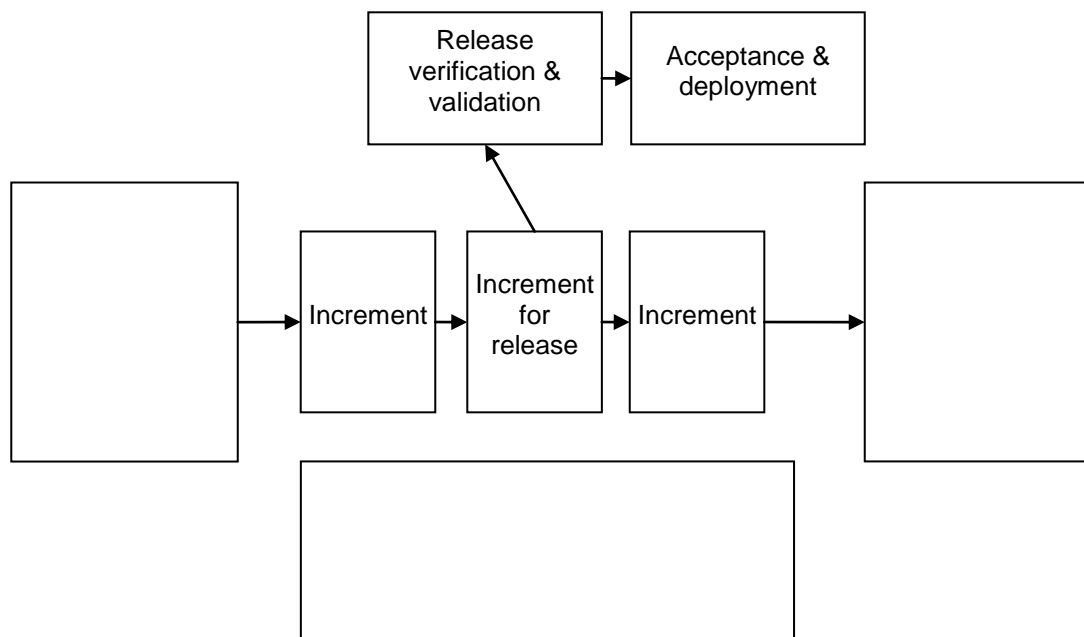 Release
verification &
validation
Acceptance &
deployment
Increment
Increment
for
release
Increment